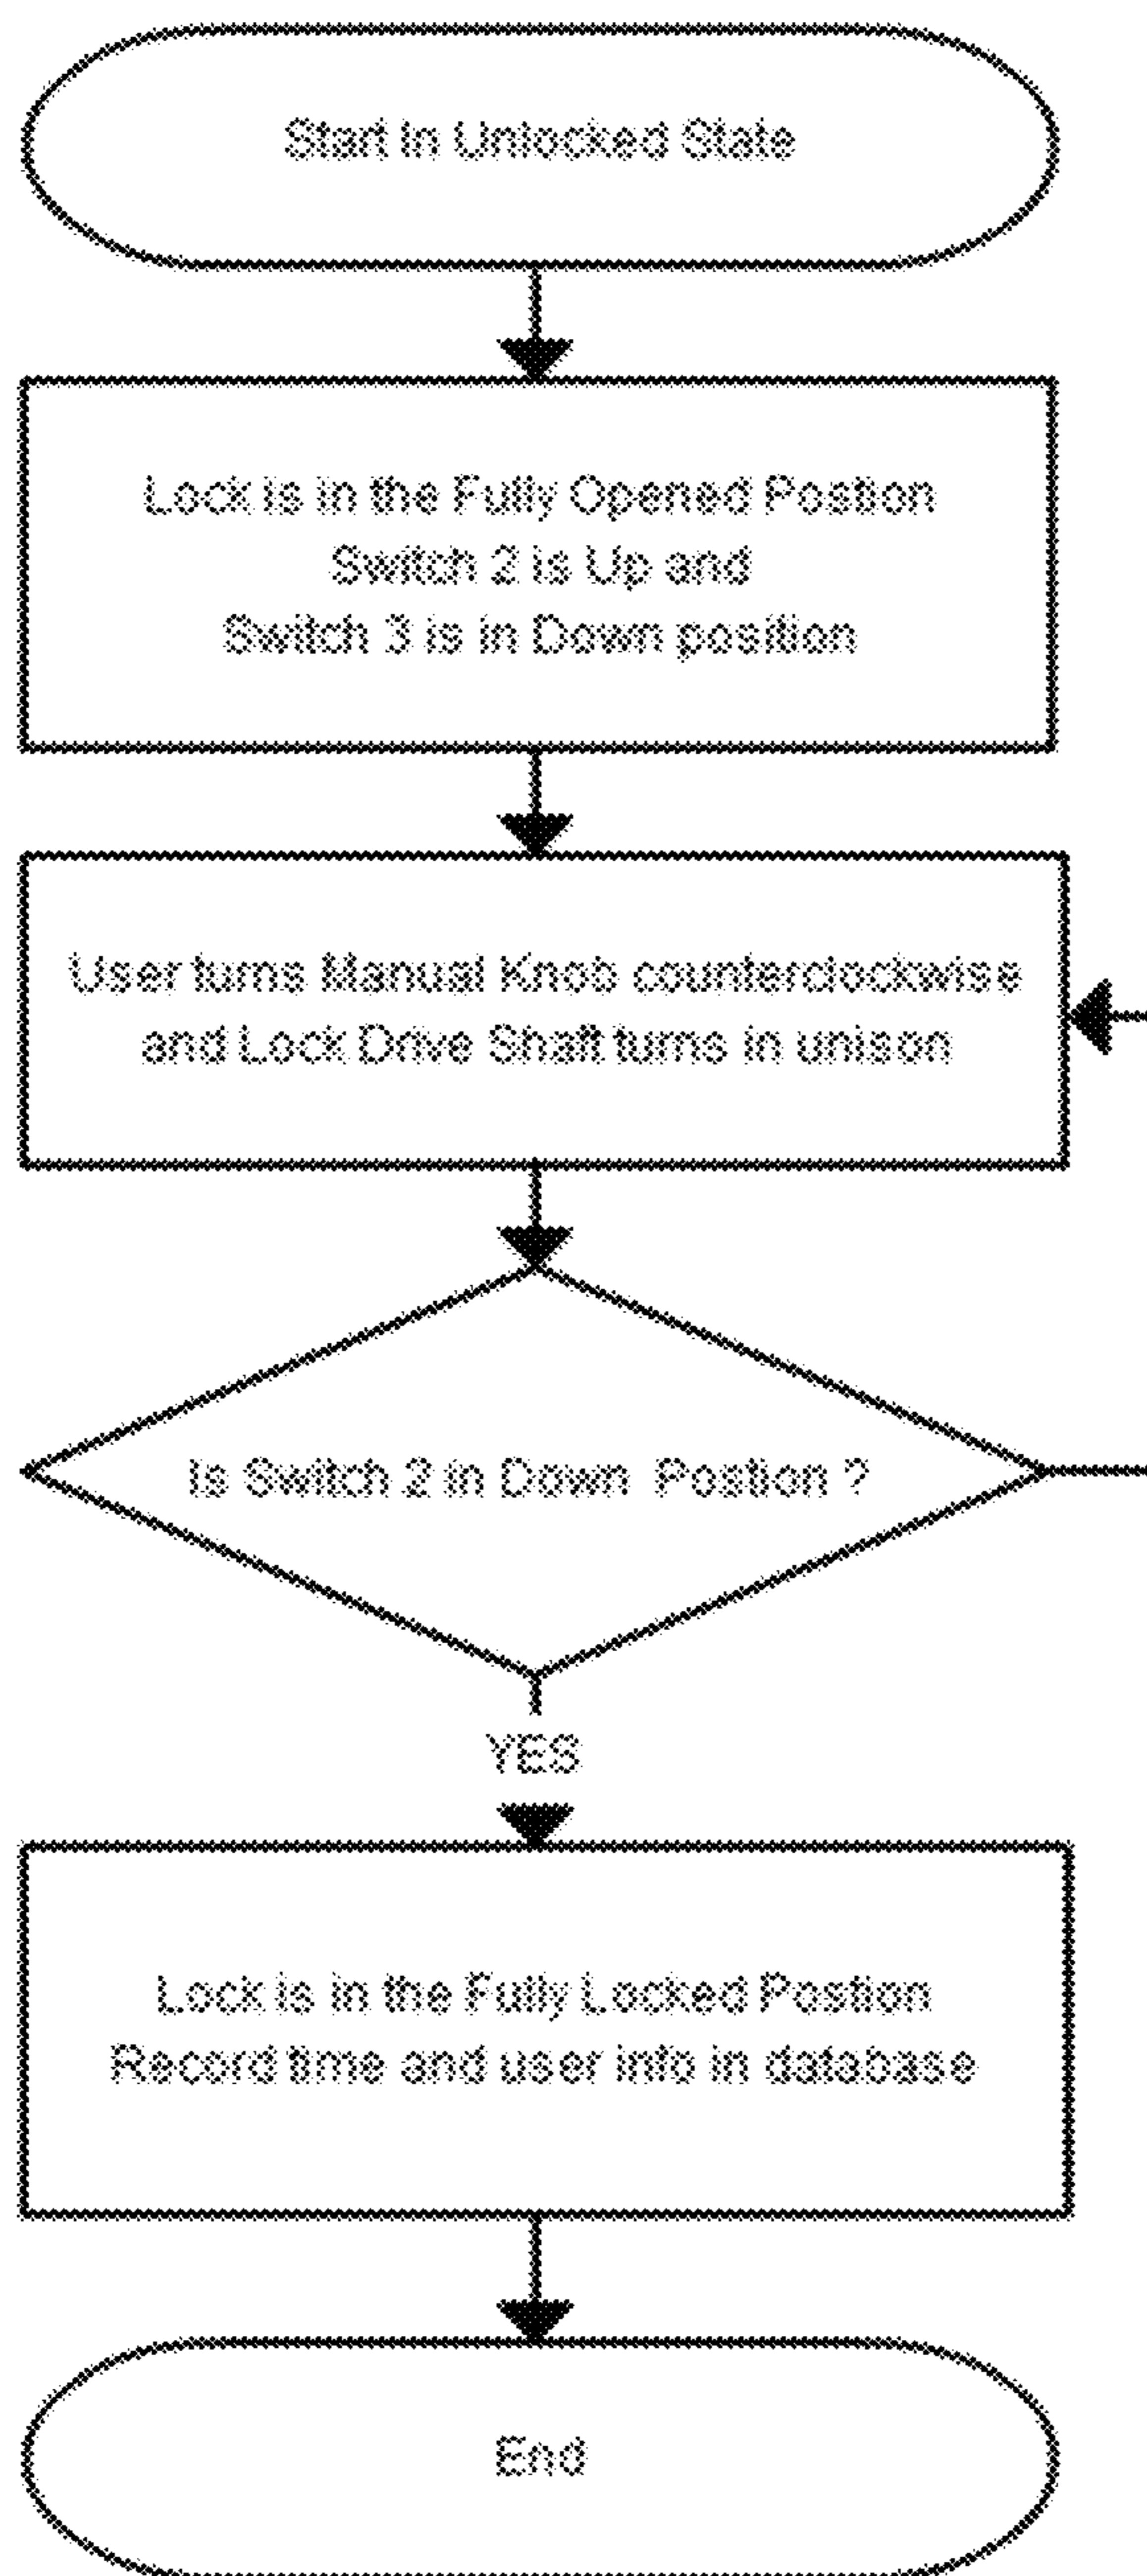 Start In Unlocked State
Lock is in the Fully Opened Postion
Switch 2 is Up and
Switch 3 is in Down position
User turns Manual Knob counterclockwise
and Lock Drive Shaft turns in unison
Is Switch 2 in Down Postion ?
YES
Lock is in the Fully Locked Postion
Record time and user info in database
End